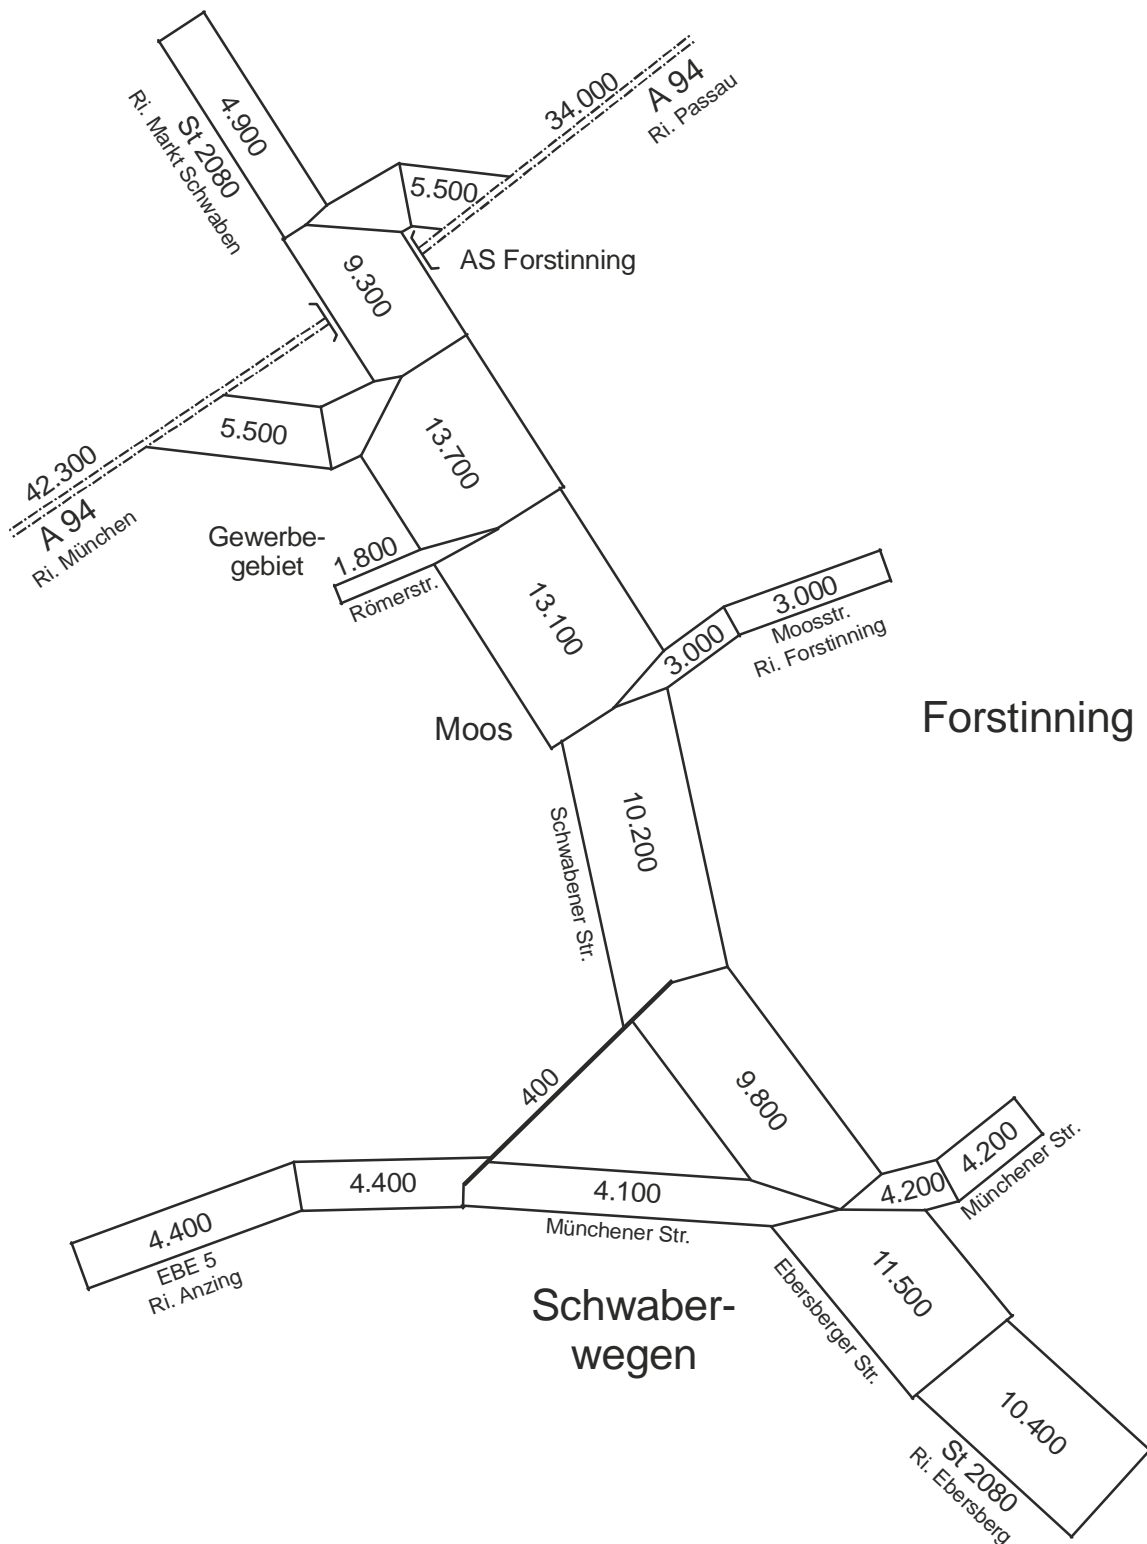 4.900
St 2080
Ri. Markt Schwaben
34.000
A 94
Ri. Passau
5.500
AS Forstinning
9.300
5.500
42.300
A 94
Ri. München
13.700
Gewerbe-
gebiet
1.800
Römerstr.
13.100
3.000
3.000
Moosstr.
Ri. Forstinning
Moos
Forstinning
10.200
Schwabener Str.
400
9.800
4.200
4.200
Münchener Str.
4.400
4.400
EBE 5
Ri. Anzing
4.100
Münchener Str.
Schwaber-
wegen
11.500
Ebersberger Str.
10.400
St 2080
Ri. Ebersberg